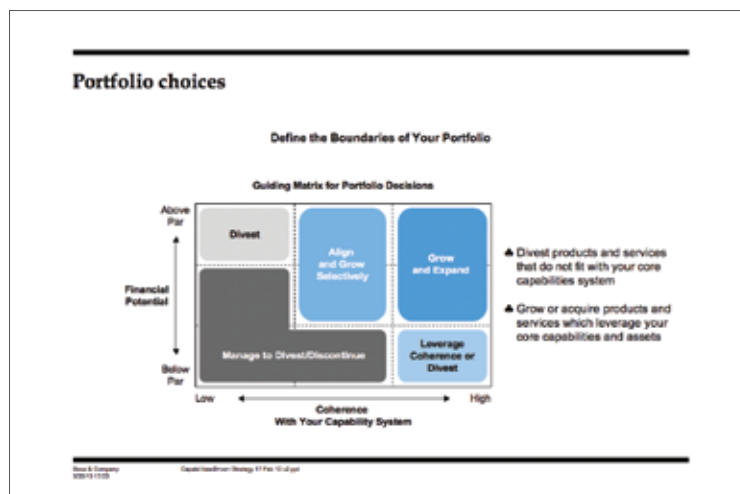 Portfolio choices
Define the Boundaries of Your Portfolio
Guiding Matrix for Portfolio Decisions
Above
Par
Financial
Potential
Below
Par
Divest
Align
and Grow
Selectively
Grow
and Expand
Manage to Divest/Discontinue
Leverage
Coherence or
Divest
Low
High
Coherence
With Your Capability System
♣ Divest products and services
that do not fit with your core
capabilities system
♣ Grow or acquire products and
services which leverage your
core capabilities and assets
Booz & Company